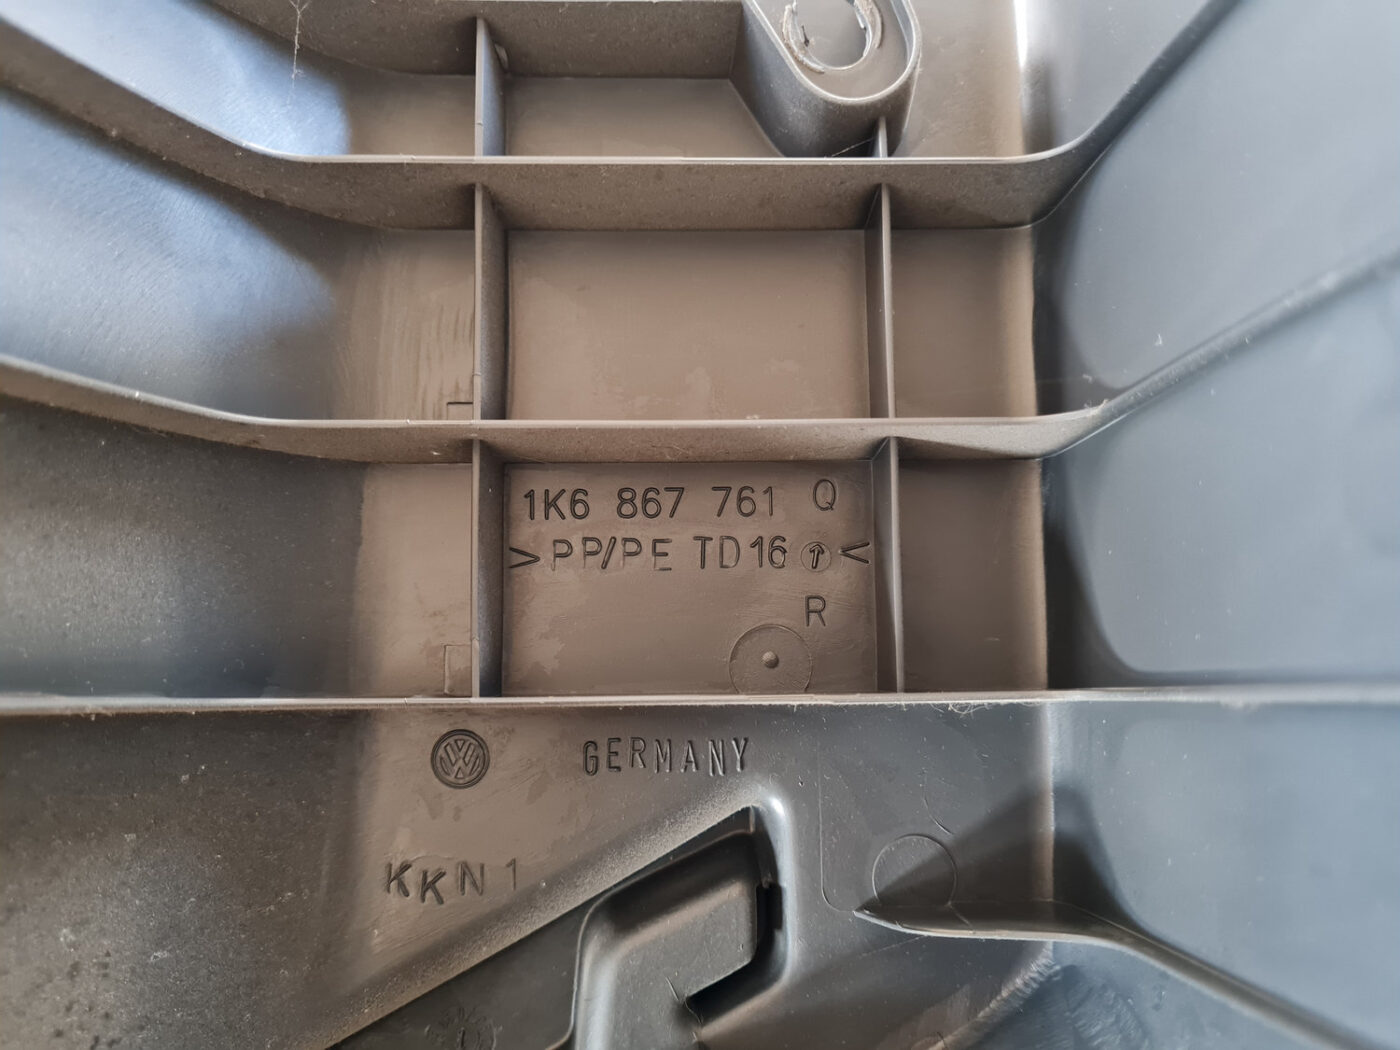 1K6 867 761 Q
>PP/PE TD16<
R
GERMANY
KKN1